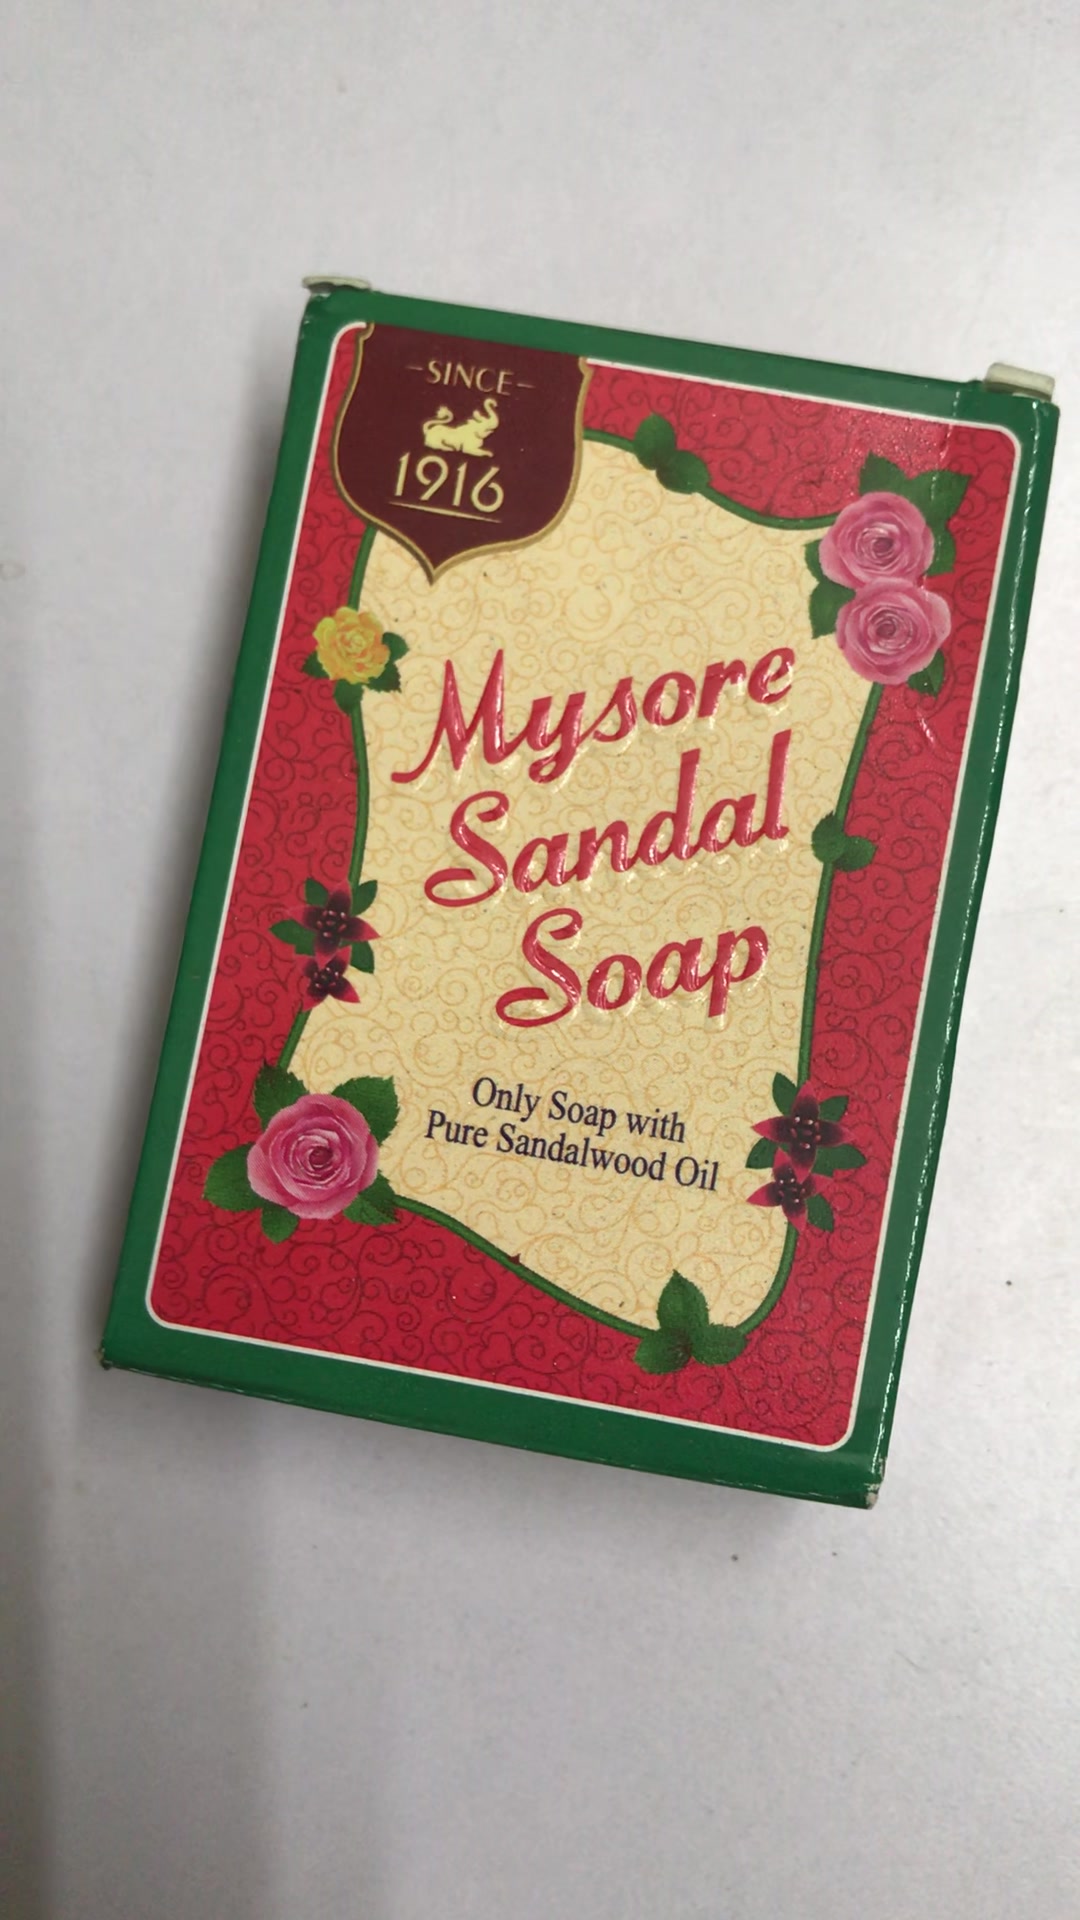 -SINCE-
1916
Mysore
Sandal
Soap
Only Soap with
Pure Sandalwood Oil